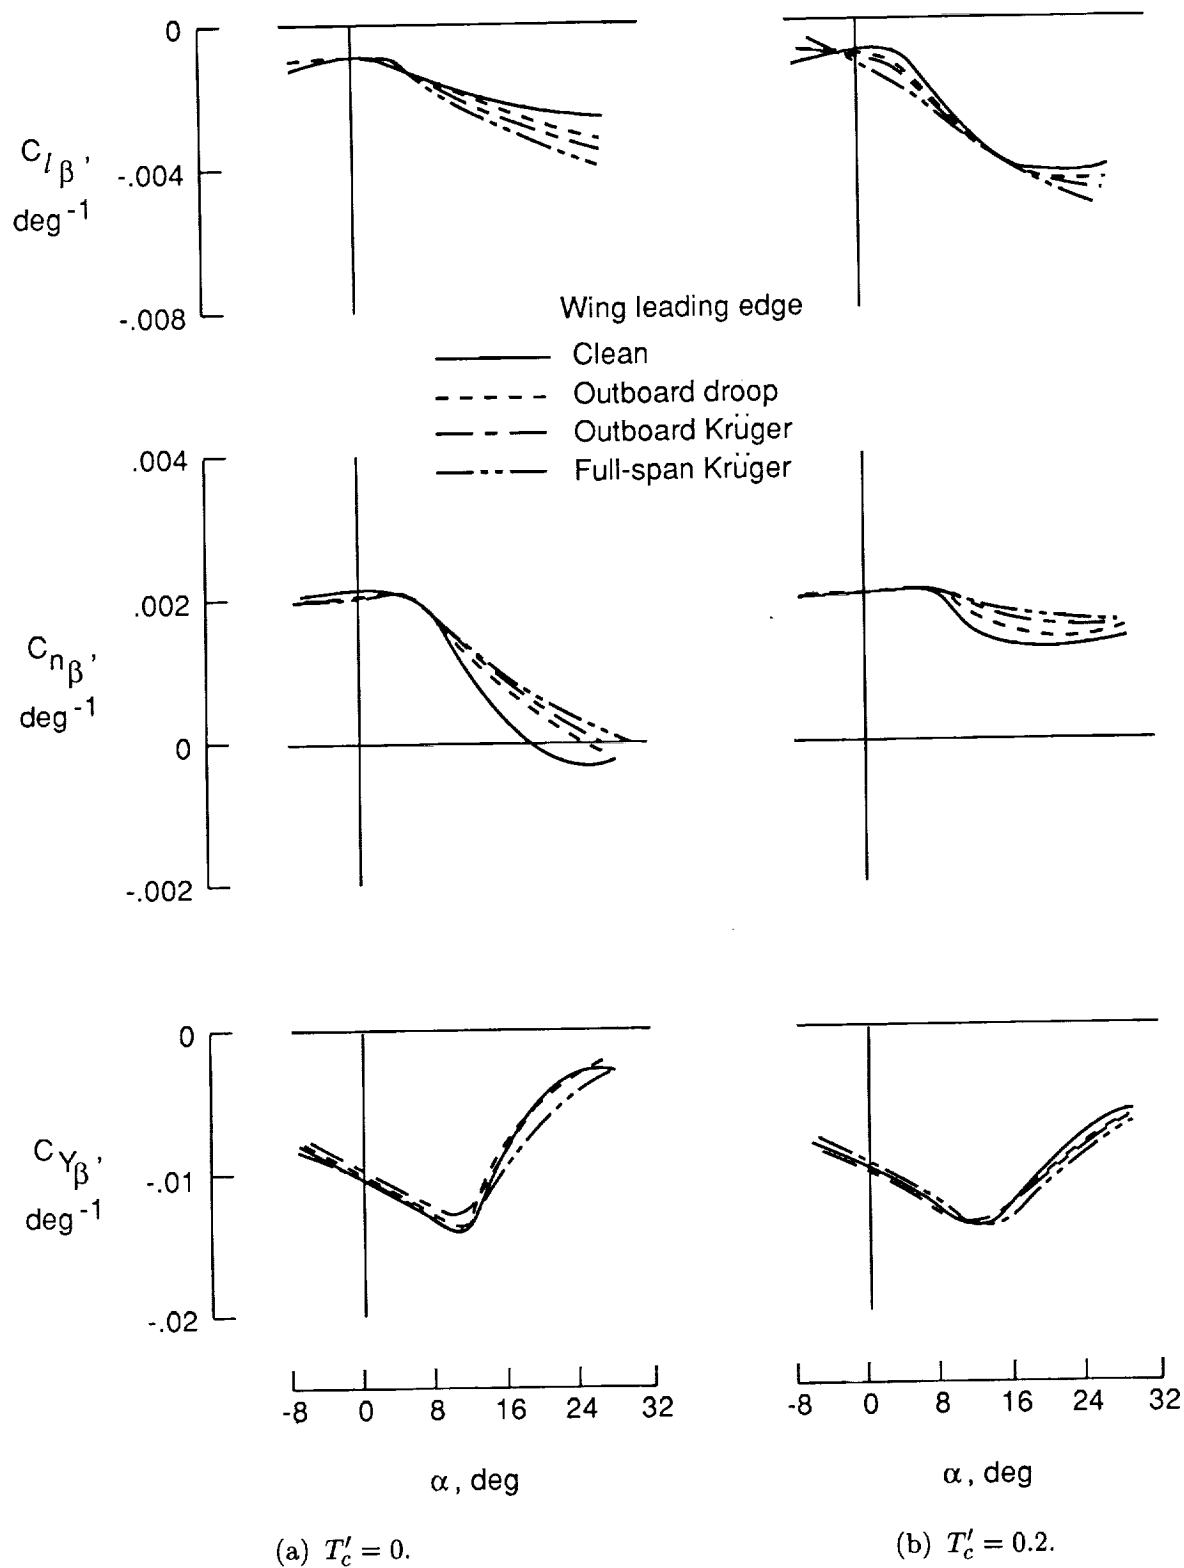 0
-.004
-.008
C_{lβ},
deg⁻¹
Wing leading edge
Clean
Outboard droop
Outboard Krüger
Full-span Krüger
.004
.002
0
-.002
C_{nβ},
deg⁻¹
0
-.01
-.02
C_{Yβ},
deg⁻¹
-8 0 8 16 24 32
-8 0 8 16 24 32
α, deg
α, deg
(a) T′_c = 0.
(b) T′_c = 0.2.